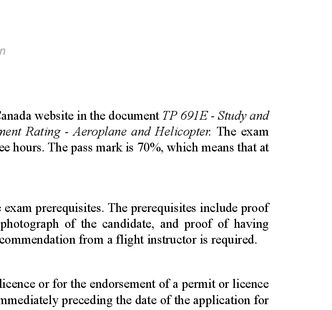 n
Canada website in the document TP 691E - Study and
ment Rating - Aeroplane and Helicopter. The exam
ee hours. The pass mark is 70%, which means that at
exam prerequisites. The prerequisites include proof
photograph of the candidate, and proof of having
commendation from a flight instructor is required.
licence or for the endorsement of a permit or licence
mmediately preceding the date of the application for